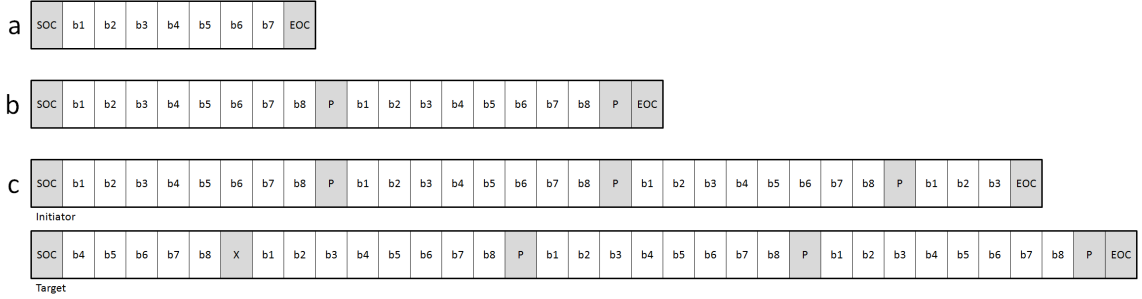 a SOC b1 b2 b3 b4 b5 b6 b7 EOC
b SOC b1 b2 b3 b4 b5 b6 b7 b8 P b1 b2 b3 b4 b5 b6 b7 b8 P EOC
c SOC b1 b2 b3 b4 b5 b6 b7 b8 P b1 b2 b3 b4 b5 b6 b7 b8 P b1 b2 b3 b4 b5 b6 b7 b8 P b1 b2 b3 EOC
Initiator
SOC b4 b5 b6 b7 b8 X b1 b2 b3 b4 b5 b6 b7 b8 P b1 b2 b3 b4 b5 b6 b7 b8 P b1 b2 b3 b4 b5 b6 b7 b8 P EOC
Target